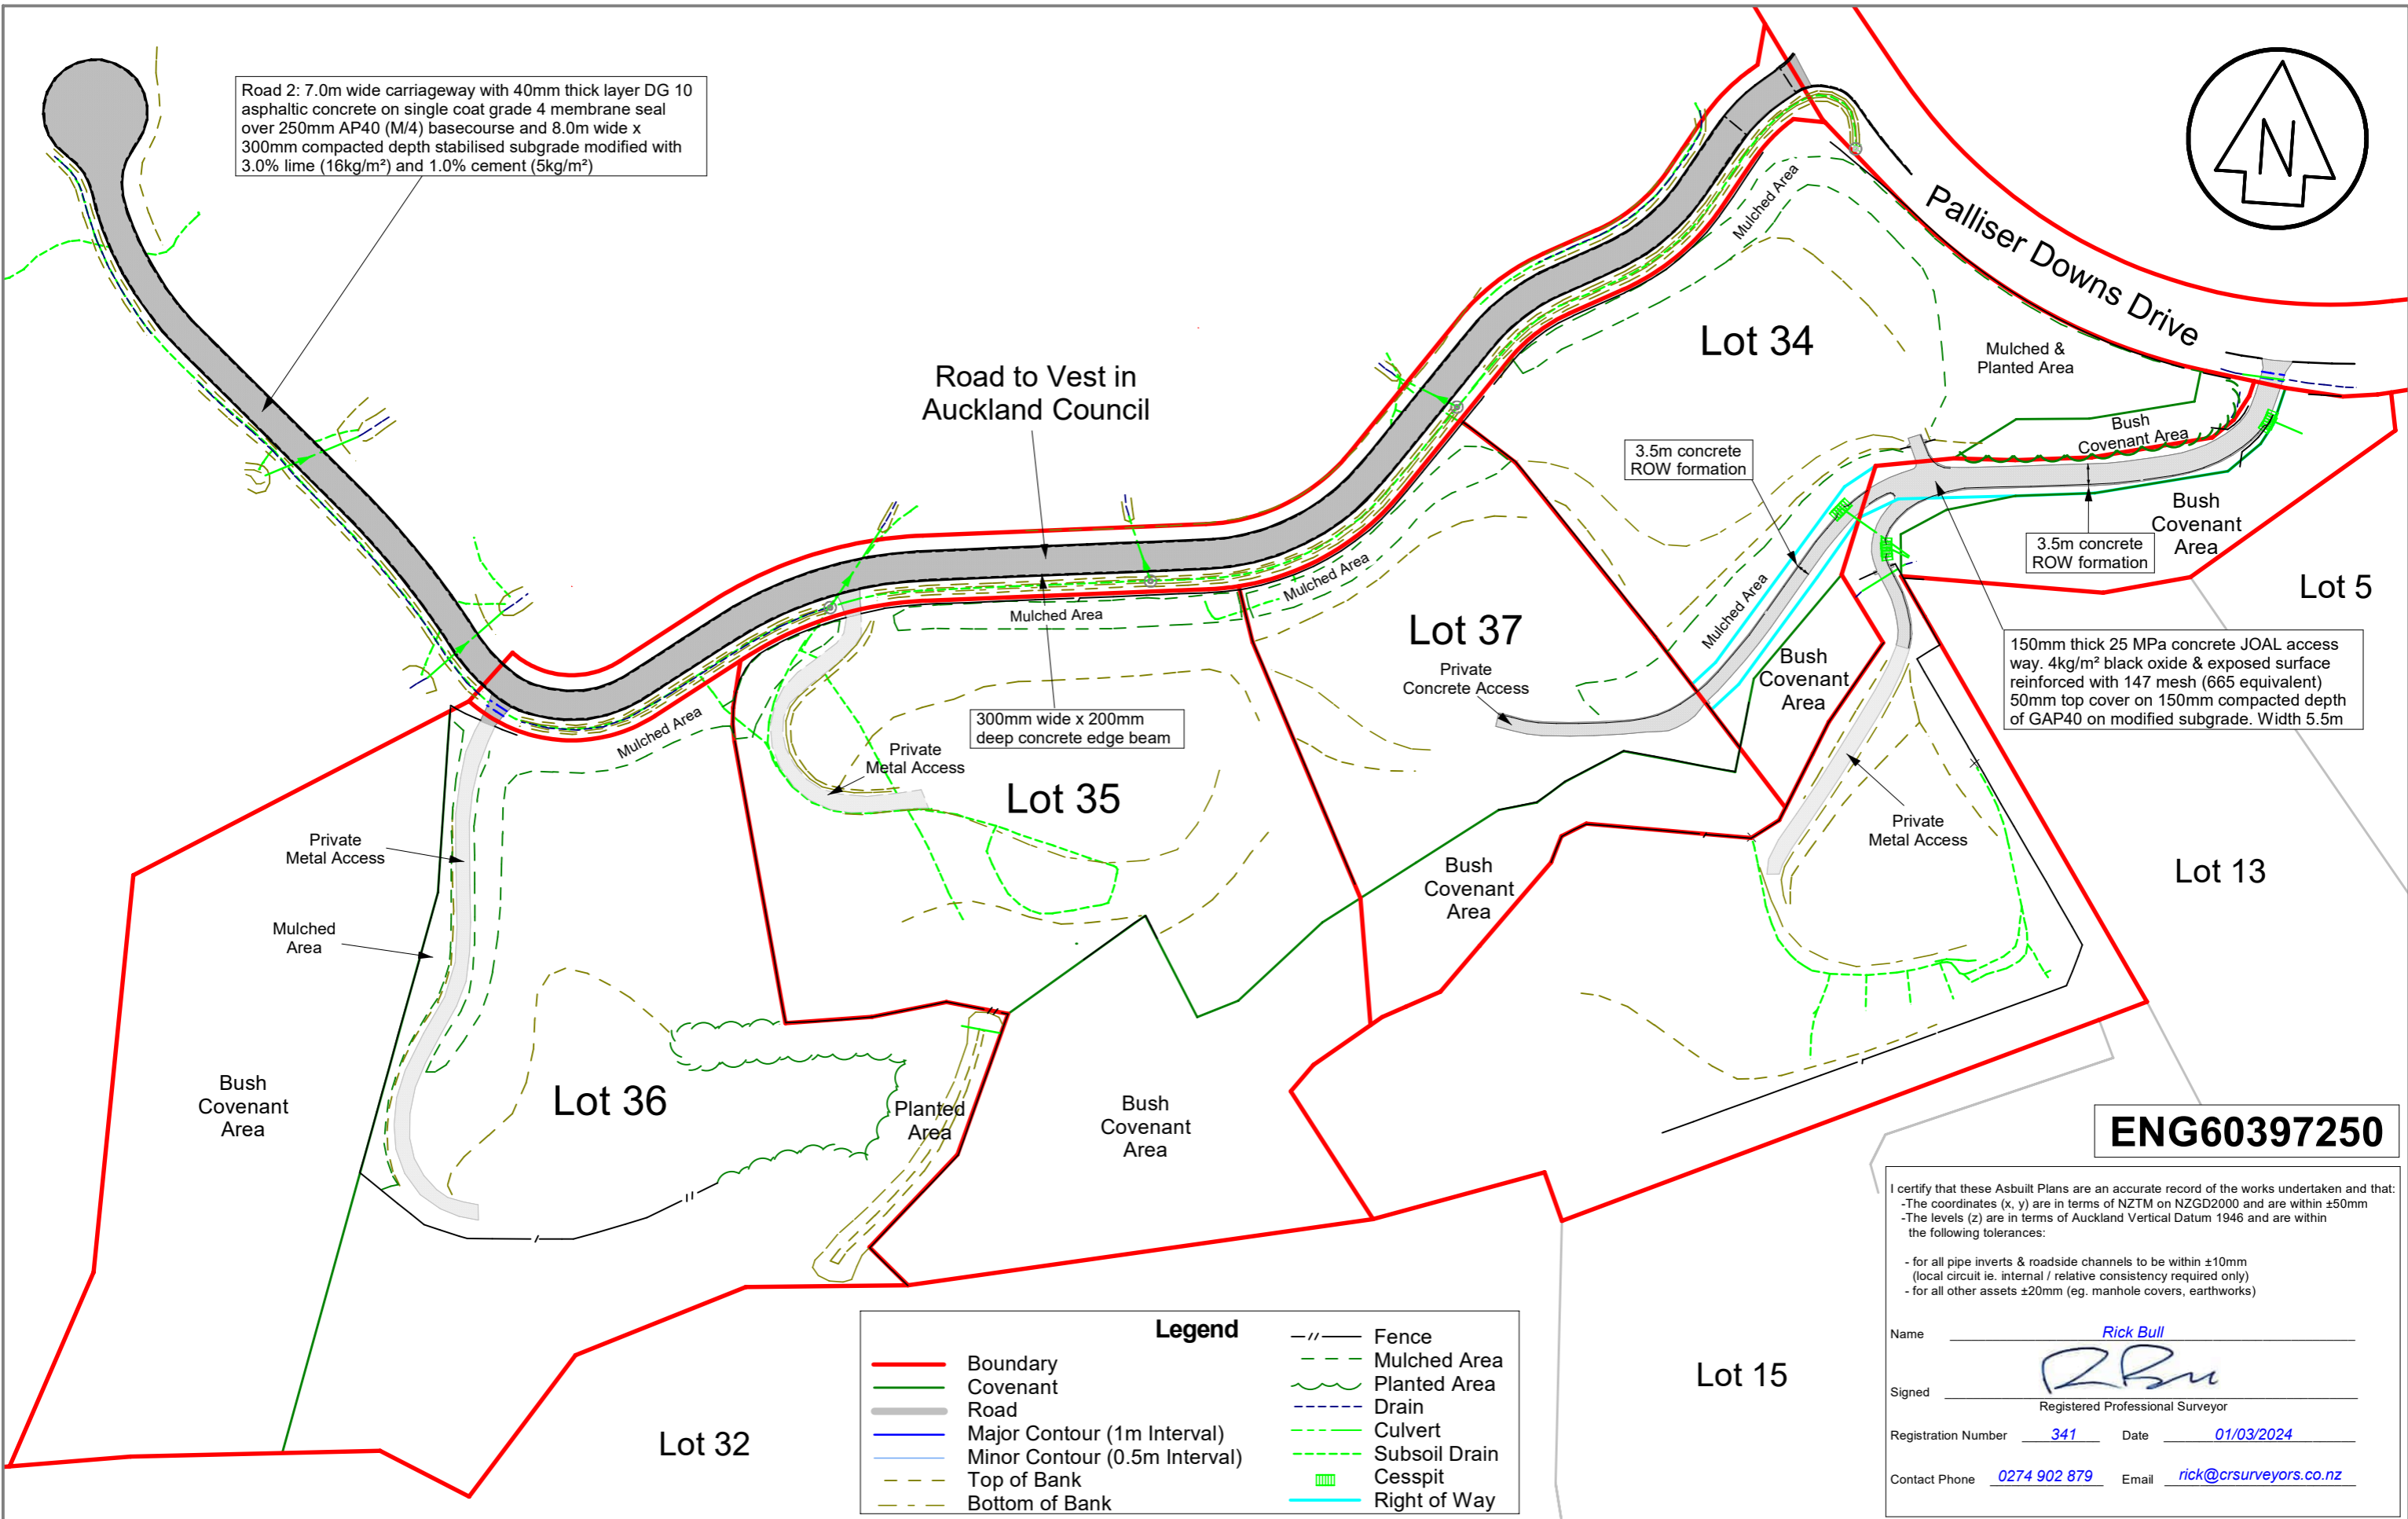 Road 2: 7.0m wide carriageway with 40mm thick layer DG 10
asphaltic concrete on single coat grade 4 membrane seal
over 250mm AP40 (M/4) basecourse and 8.0m wide x
300mm compacted depth stabilised subgrade modified with
3.0% lime (16kg/m²) and 1.0% cement (5kg/m²)
N
Palliser Downs Drive
Mulched Area
Lot 34
Mulched &
Planted Area
Road to Vest in
Auckland Council
Bush
Covenant Area
3.5m concrete
ROW formation
Bush
Covenant
Area
3.5m concrete
ROW formation
Lot 5
Mulched Area
Mulched Area
Mulched Area
Lot 37
Private
Concrete Access
Bush
Covenant
Area
150mm thick 25 MPa concrete JOAL access
way. 4kg/m² black oxide & exposed surface
reinforced with 147 mesh (665 equivalent)
50mm top cover on 150mm compacted depth
of GAP40 on modified subgrade. Width 5.5m
Mulched Area
300mm wide x 200mm
deep concrete edge beam
Private
Metal Access
Lot 35
Private
Metal Access
Private
Metal Access
Bush
Covenant
Area
Lot 13
Mulched
Area
Bush
Covenant
Area
Lot 36
Planted
Area
Bush
Covenant
Area
ENG60397250
I certify that these Asbuilt Plans are an accurate record of the works undertaken and that:
-The coordinates (x, y) are in terms of NZTM on NZGD2000 and are within ±50mm
-The levels (z) are in terms of Auckland Vertical Datum 1946 and are within
the following tolerances:
- for all pipe inverts & roadside channels to be within ±10mm
(local circuit ie. internal / relative consistency required only)
- for all other assets ±20mm (eg. manhole covers, earthworks)
Name Rick Bull
Signed
Registered Professional Surveyor
Registration Number 341 Date 01/03/2024
Contact Phone 0274 902 879 Email rick@crsurveyors.co.nz
Lot 15
Lot 32
Legend
Boundary
Covenant
Road
Major Contour (1m Interval)
Minor Contour (0.5m Interval)
Top of Bank
Bottom of Bank
Fence
Mulched Area
Planted Area
Drain
Culvert
Subsoil Drain
Cesspit
Right of Way